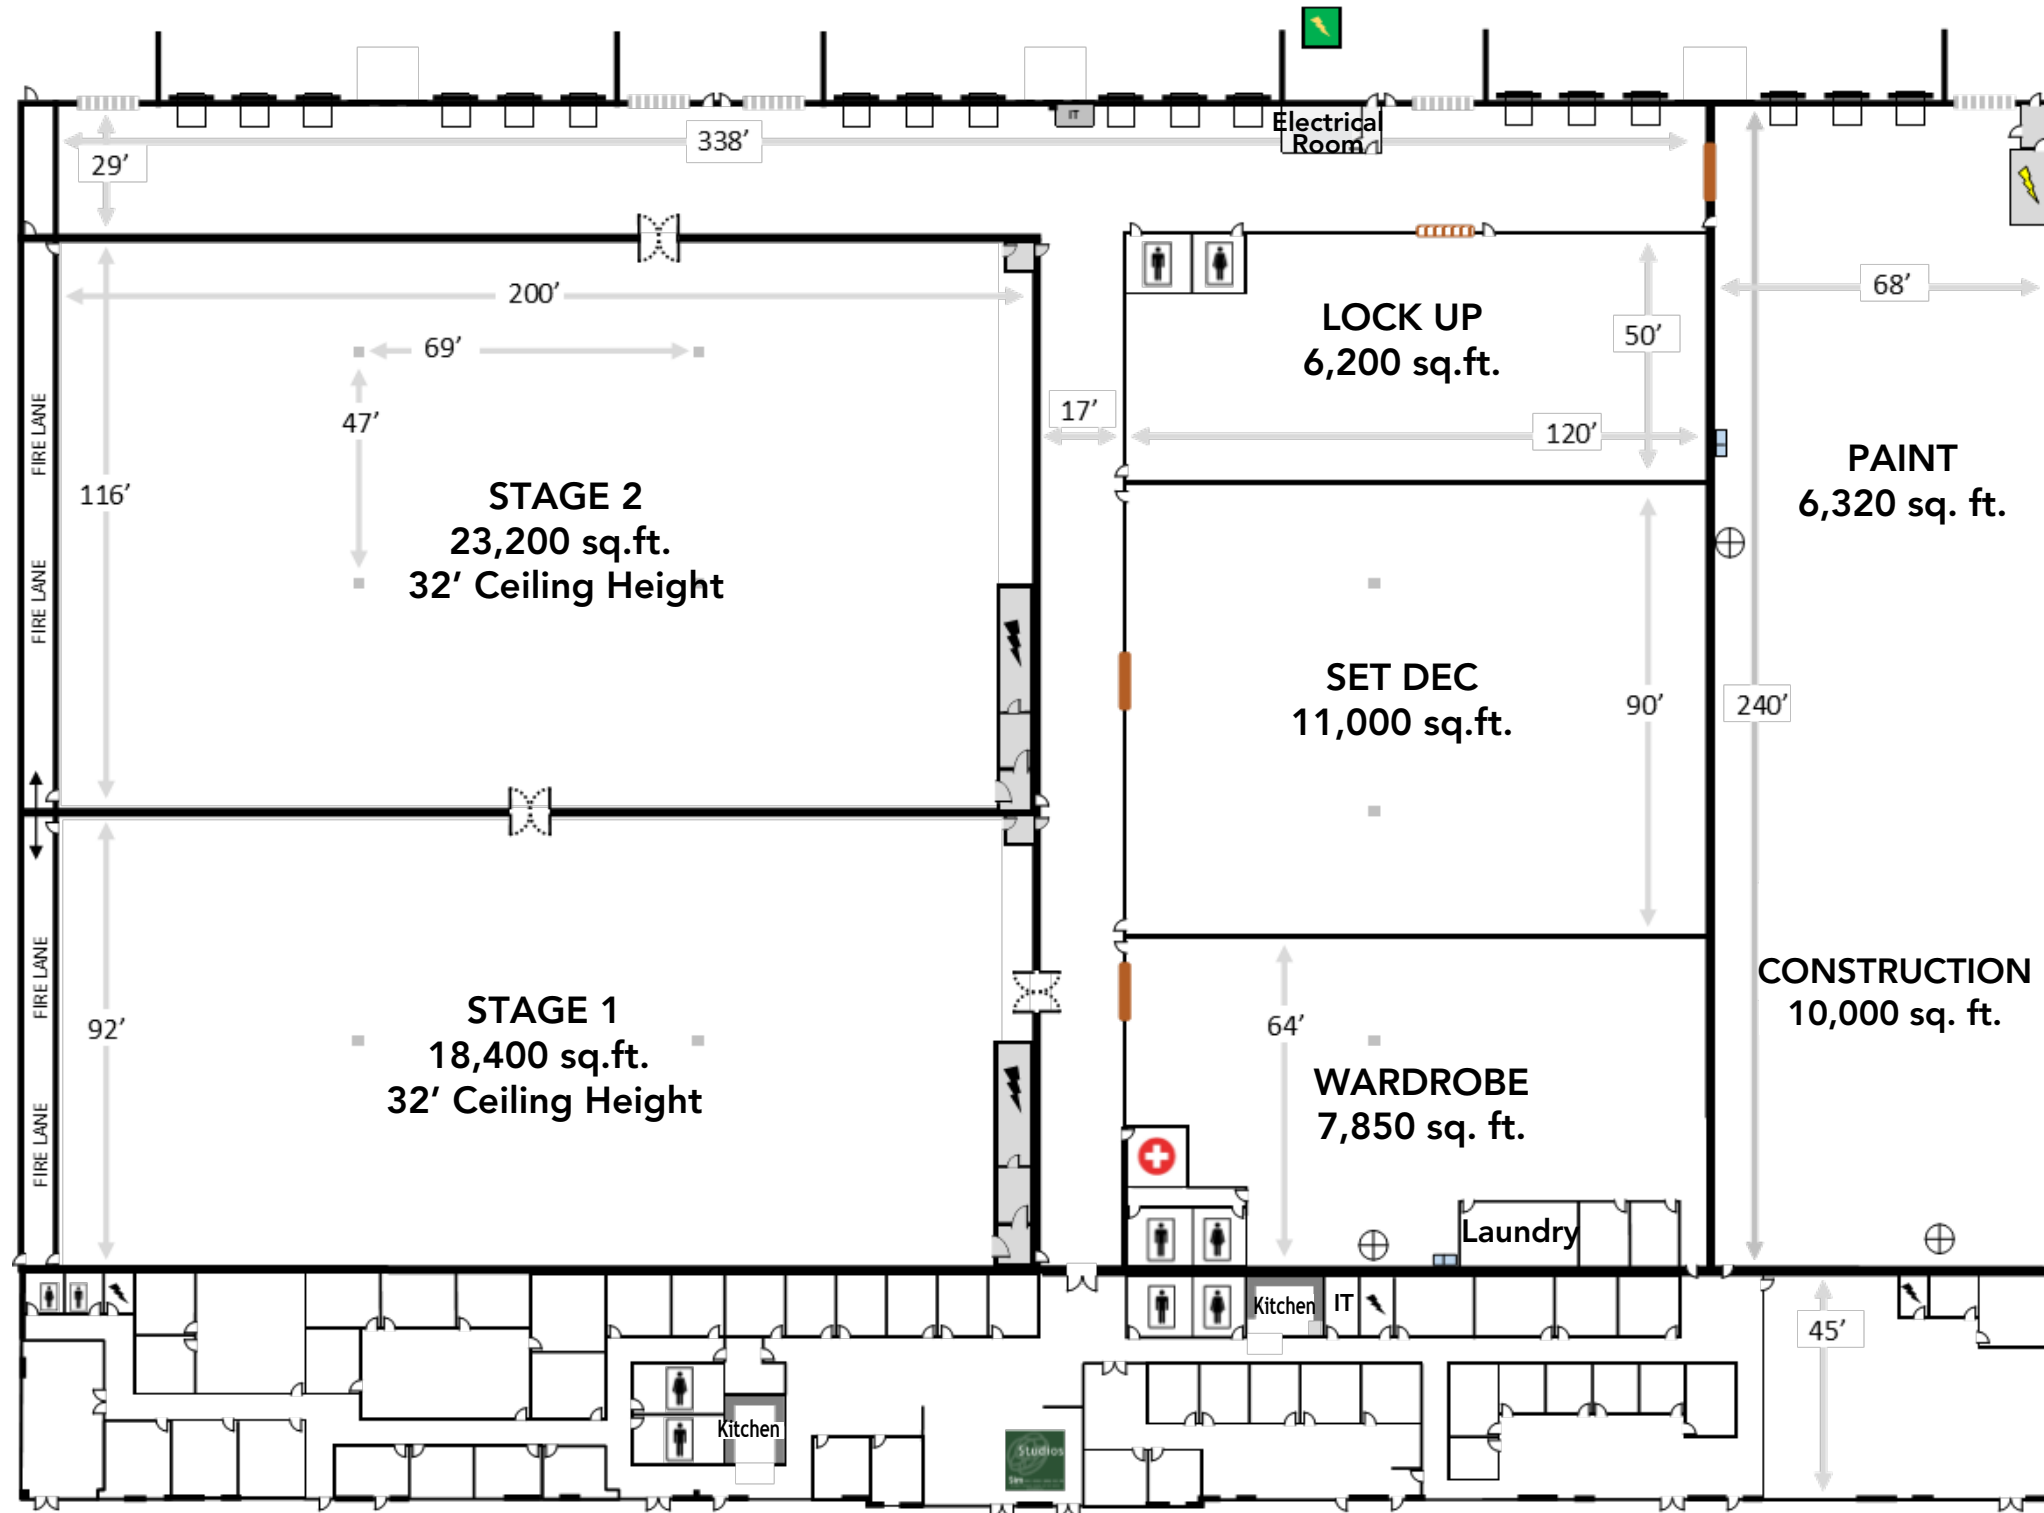 IT
Electrical
Room
338’
29’
200’
69’
47’
116’
STAGE 2
23,200 sq.ft.
32’ Ceiling Height
FIRE LANE
FIRE LANE
17’
LOCK UP
6,200 sq.ft.
50’
120’
68’
PAINT
6,320 sq. ft.
SET DEC
11,000 sq.ft.
90’
240’
STAGE 1
18,400 sq.ft.
32’ Ceiling Height
92’
FIRE LANE
FIRE LANE
CONSTRUCTION
10,000 sq. ft.
64’
WARDROBE
7,850 sq. ft.
Laundry
Kitchen
IT
45’
Kitchen
Studios